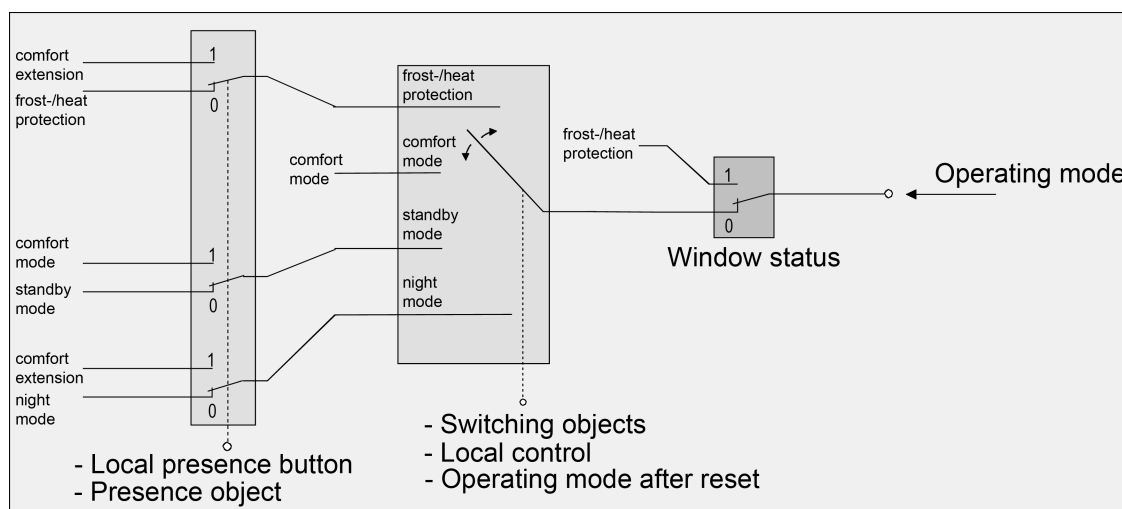 comfort
extension
1
frost-/heat
protection
0
comfort
mode
1
standby
mode
0
comfort
extension
1
night
mode
0
- Local presence button
- Presence object
frost-/heat
protection
comfort
mode
comfort
mode
standby
mode
night
mode
- Switching objects
- Local control
- Operating mode after reset
frost-/heat
protection
1
0
Window status
Operating mode